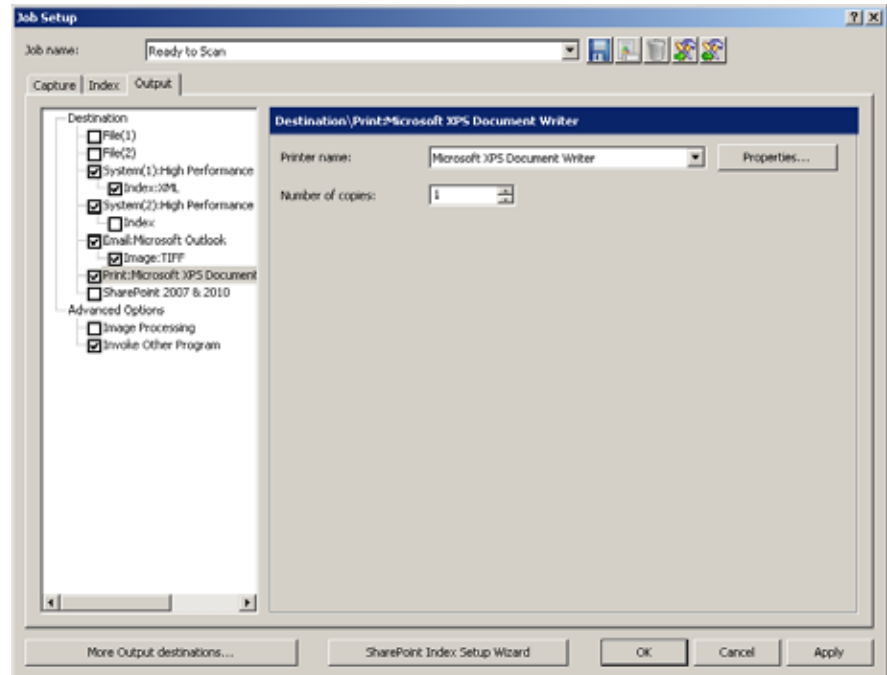 Job Setup
Job name:
Ready to Scan
Capture
Index
Output
Destination
File(1)
File(2)
System(1):High Performance
Index:XML
System(2):High Performance
Index
Email:Microsoft Outlook
Image:TIFF
Print:Microsoft XPS Document
SharePoint 2007 & 2010
Advanced Options
Image Processing
Invoke Other Program
Destination\Print:Microsoft XPS Document Writer
Printer name:
Microsoft XPS Document Writer
Properties...
Number of copies:
1
More Output destinations...
SharePoint Index Setup Wizard
OK
Cancel
Apply